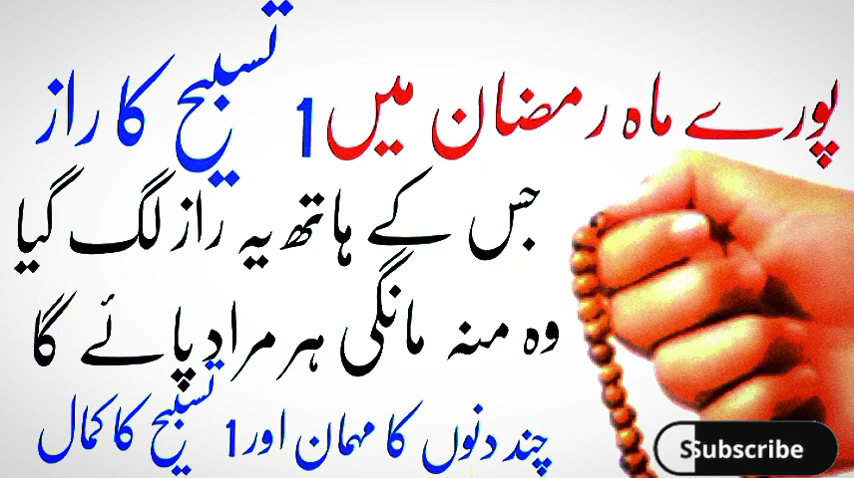 پورے ماہ رمضان میں 1 تسبیح کا راز
جس کے ہاتھ یہ راز لگ گیا
وہ منہ مانگی ہر مراد پائے گا
چند دنوں کا مہمان اور 1 تسبیح کا کمال
SSubscribe